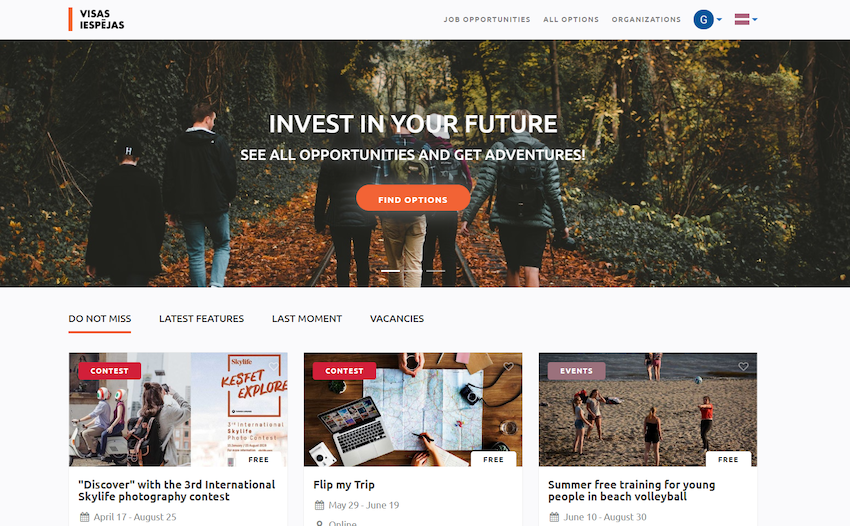 VISAS
IESPĒJAS
JOB OPPORTUNITIES
ALL OPTIONS
ORGANIZATIONS
G
INVEST IN YOUR FUTURE
SEE ALL OPPORTUNITIES AND GET ADVENTURES!
FIND OPTIONS
DO NOT MISS
LATEST FEATURES
LAST MOMENT
VACANCIES
CONTEST
Skylife
KEŞFET
EXPLORE
3rd International
Skylife
Photo Contest
FREE
"Discover" with the 3rd International
Skylife photography contest
April 17 - August 25
CONTEST
FREE
Flip my Trip
May 29 - June 19
Online
EVENTS
FREE
Summer free training for young
people in beach volleyball
June 10 - August 30